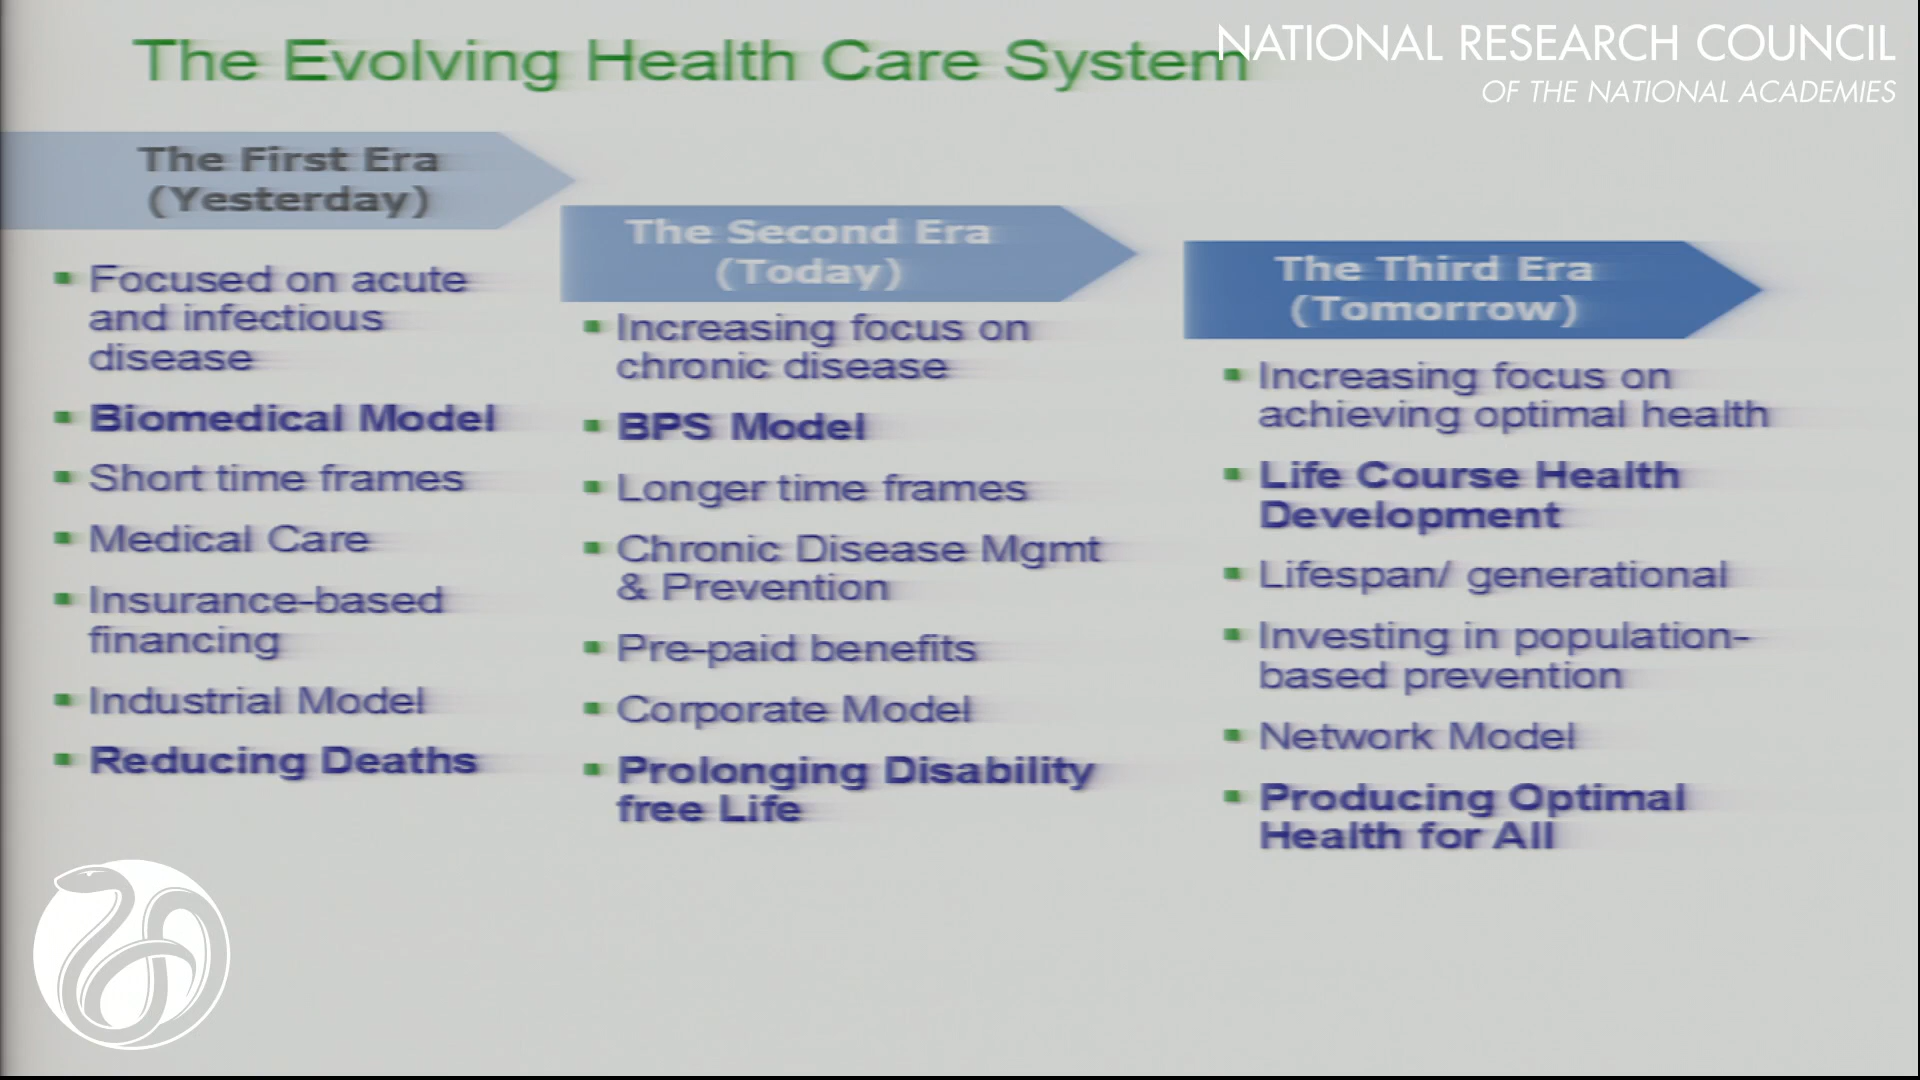 The Evolving Health Care System
NATIONAL RESEARCH COUNCIL
OF THE NATIONAL ACADEMIES
The First Era
(Yesterday)
Focused on acute
and infectious
disease
Biomedical Model
Short time frames
Medical Care
Insurance-based
financing
Industrial Model
Reducing Deaths
The Second Era
(Today)
Increasing focus on
chronic disease
BPS Model
Longer time frames
Chronic Disease Mgmt
& Prevention
Pre-paid benefits
Corporate Model
Prolonging Disability
free Life
The Third Era
(Tomorrow)
Increasing focus on
achieving optimal health
Life Course Health
Development
Lifespan/ generational
Investing in population-
based prevention
Network Model
Producing Optimal
Health for All